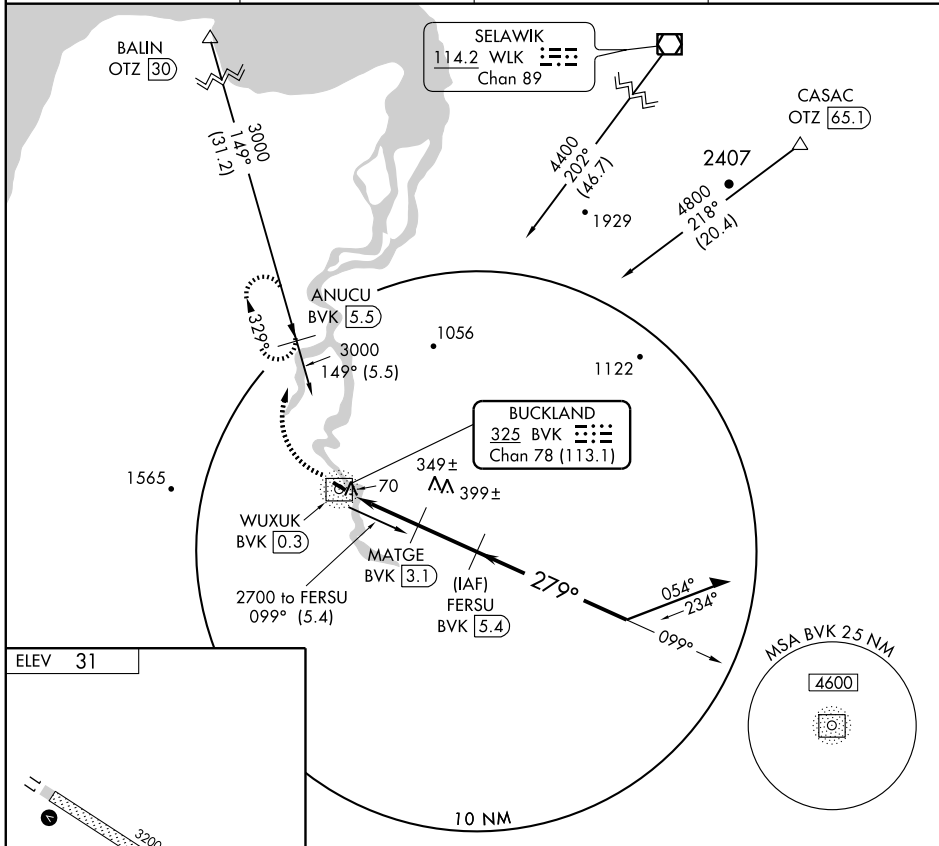 BALIN
OTZ 30
SELAWIK
114.2 WLK
Chan 89
CASAC
OTZ 65.1
3000
149°
(31.2)
4400
202°
(46.7)
2407
4800
218°
(20.4)
1929
ANUCU
BVK 5.5
329°
3000
149° (5.5)
1056
1122
BUCKLAND
325 BVK
Chan 78 (113.1)
1565
349±
399±
70
WUXUK
BVK 0.3
MATGE
BVK 3.1
2700 to FERSU
099° (5.4)
(IAF)
FERSU
BVK 5.4
279°
054°
234°
099°
MSA BVK 25 NM
4600
ELEV 31
11
3200
10 NM